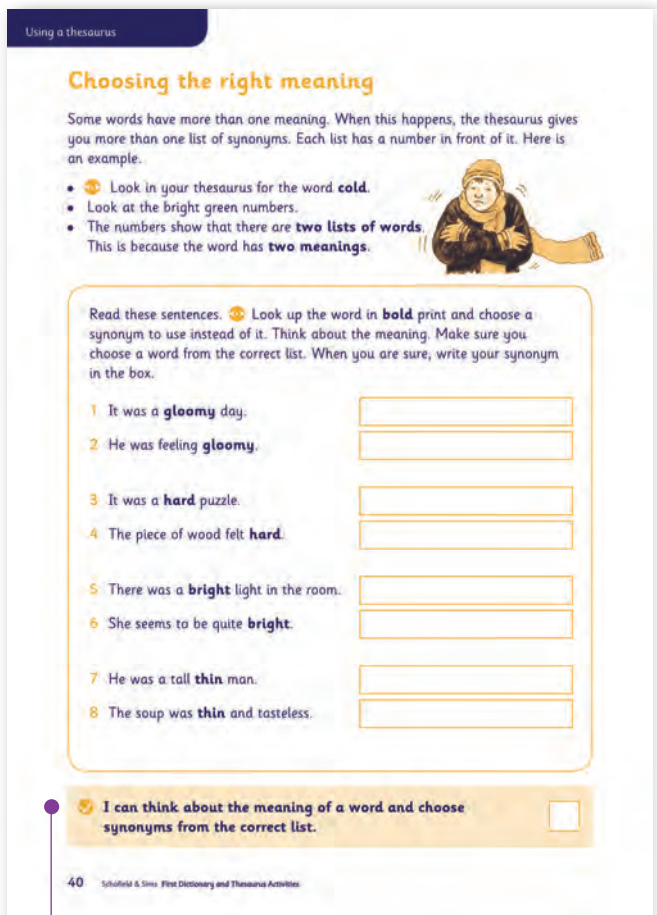 Using a thesaurus
Choosing the right meaning
Some words have more than one meaning. When this happens, the thesaurus gives
you more than one list of synonyms. Each list has a number in front of it. Here is
an example.
• Look in your thesaurus for the word cold.
• Look at the bright green numbers.
• The numbers show that there are two lists of words.
This is because the word has two meanings.
Read these sentences. Look up the word in bold print and choose a
synonym to use instead of it. Think about the meaning. Make sure you
choose a word from the correct list. When you are sure, write your synonym
in the box.
1 It was a gloomy day.
2 He was feeling gloomy.
3 It was a hard puzzle.
4 The piece of wood felt hard.
5 There was a bright light in the room.
6 She seems to be quite bright.
7 He was a tall thin man.
8 The soup was thin and tasteless.
I can think about the meaning of a word and choose
synonyms from the correct list.
40 Schofield & Sims First Dictionary and Thesaurus Activities